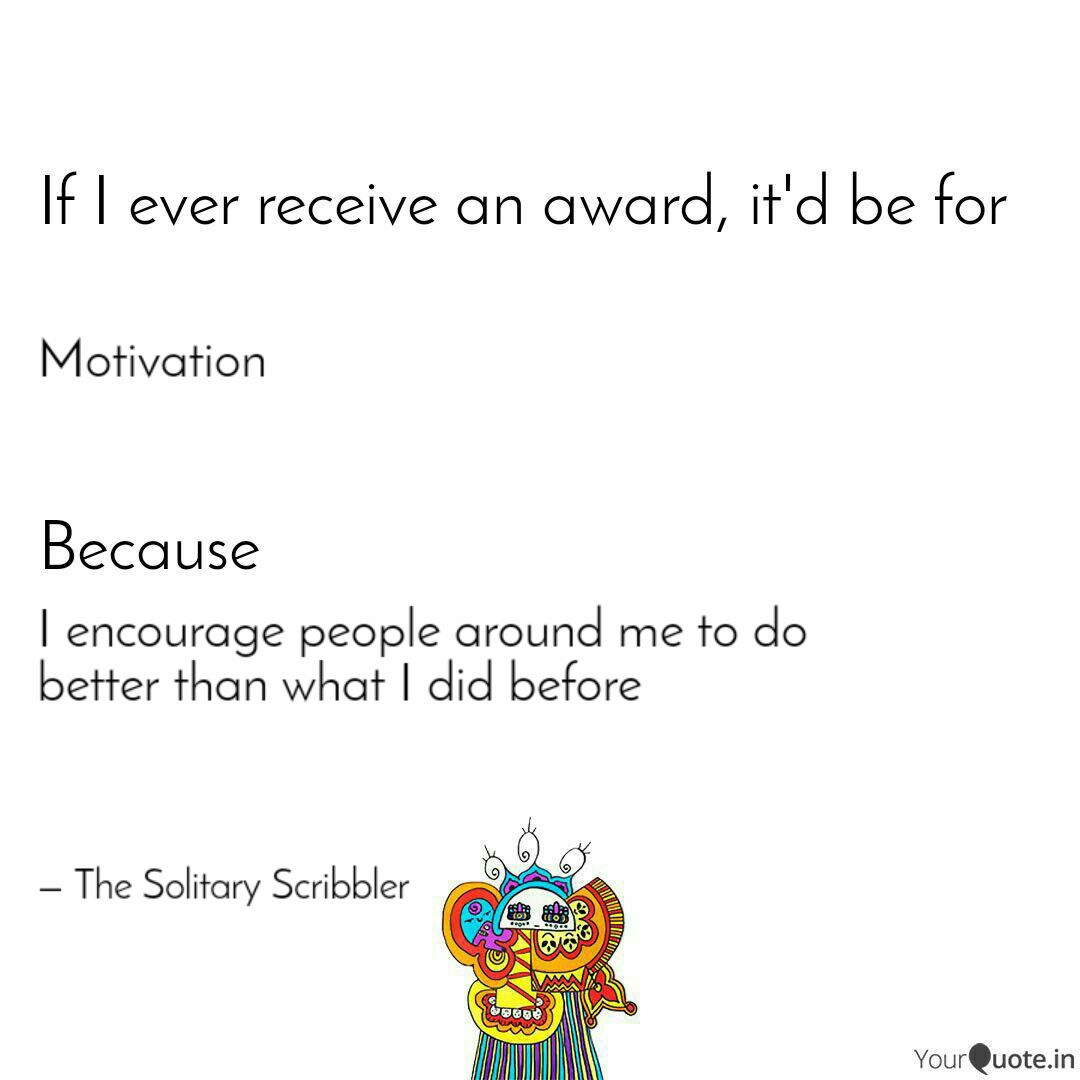 If I ever receive an award, it'd be for
Motivation
Because
I encourage people around me to do
better than what I did before
– The Solitary Scribbler
YourQuote.in